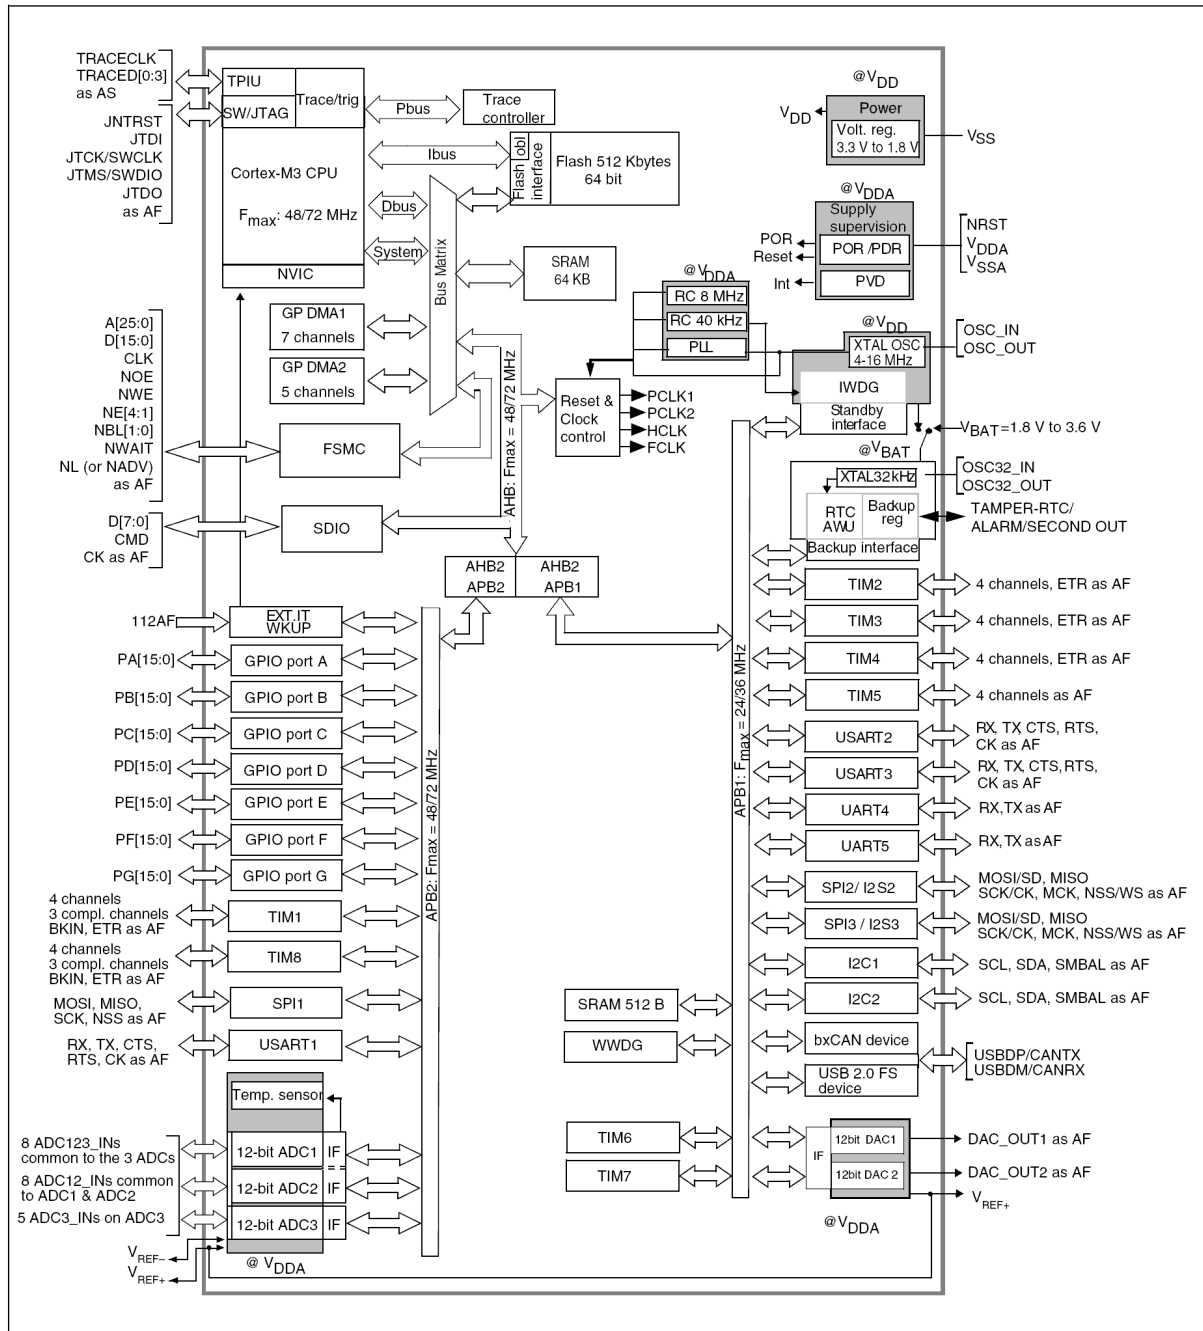 TRACECLK
TRACED[0:3]
as AS
JNTRST
JTDI
JTCK/SWCLK
JTMS/SWDIO
JTDO
as AF
TPIU
SW/JTAG
Trace/trig
Cortex-M3 CPU
Fmax: 48/72 MHz
NVIC
Pbus
Trace
controller
Ibus
Dbus
System
Flash obl
interface
Flash 512 Kbytes
64 bit
Bus Matrix
SRAM
64 KB
GP DMA1
7 channels
GP DMA2
5 channels
@VDD
Power
VDD
Volt. reg.
3.3 V to 1.8 V
VSS
@VDDA
Supply
supervision
POR
Reset
POR /PDR
Int
PVD
NRST
VDDA
VSSA
@VDDA
RC 8 MHz
RC 40 kHz
PLL
@VDD
XTAL OSC
4-16 MHz
OSC_IN
OSC_OUT
IWDG
Standby
interface
VBAT=1.8 V to 3.6 V
@VBAT
XTAL32kHz
OSC32_IN
OSC32_OUT
RTC
AWU
Backup
reg
Backup interface
TAMPER-RTC/
ALARM/SECOND OUT
Reset &
Clock
control
PCLK1
PCLK2
HCLK
FCLK
A[25:0]
D[15:0]
CLK
NOE
NWE
NE[4:1]
NBL[1:0]
NWAIT
NL (or NADV)
as AF
FSMC
D[7:0]
CMD
CK as AF
SDIO
AHB: Fmax = 48/72 MHz
AHB2
APB2
AHB2
APB1
112AF
EXT.IT
WKUP
PA[15:0]
GPIO port A
PB[15:0]
GPIO port B
PC[15:0]
GPIO port C
PD[15:0]
GPIO port D
PE[15:0]
GPIO port E
PF[15:0]
GPIO port F
PG[15:0]
GPIO port G
4 channels
3 compl. channels
BKIN, ETR as AF
TIM1
4 channels
3 compl. channels
BKIN, ETR as AF
TIM8
MOSI, MISO,
SCK, NSS as AF
SPI1
RX, TX, CTS,
RTS, CK as AF
USART1
Temp. sensor
8 ADC123_INs
common to the 3 ADCs
12-bit ADC1 IF
8 ADC12_INs common
to ADC1 & ADC2
12-bit ADC2 IF
5 ADC3_INs on ADC3
12-bit ADC3 IF
VREF–
VREF+
@ VDDA
APB2: Fmax = 48/72 MHz
APB1: Fmax = 24/36 MHz
TIM2
4 channels, ETR as AF
TIM3
4 channels, ETR as AF
TIM4
4 channels, ETR as AF
TIM5
4 channels as AF
USART2
RX, TX, CTS, RTS,
CK as AF
USART3
RX, TX, CTS, RTS,
CK as AF
UART4
RX,TX as AF
UART5
RX, TX as AF
SPI2/ I2S2
MOSI/SD, MISO
SCK/CK, MCK, NSS/WS as AF
SPI3 / I2S3
MOSI/SD, MISO
SCK/CK, MCK, NSS/WS as AF
I2C1
SCL, SDA, SMBAL as AF
I2C2
SCL, SDA, SMBAL as AF
SRAM 512 B
WWDG
bxCAN device
USB 2.0 FS
device
USBDP/CANTX
USBDM/CANRX
TIM6
TIM7
IF
12bit DAC1
12bit DAC 2
DAC_OUT1 as AF
DAC_OUT2 as AF
VREF+
@VDDA